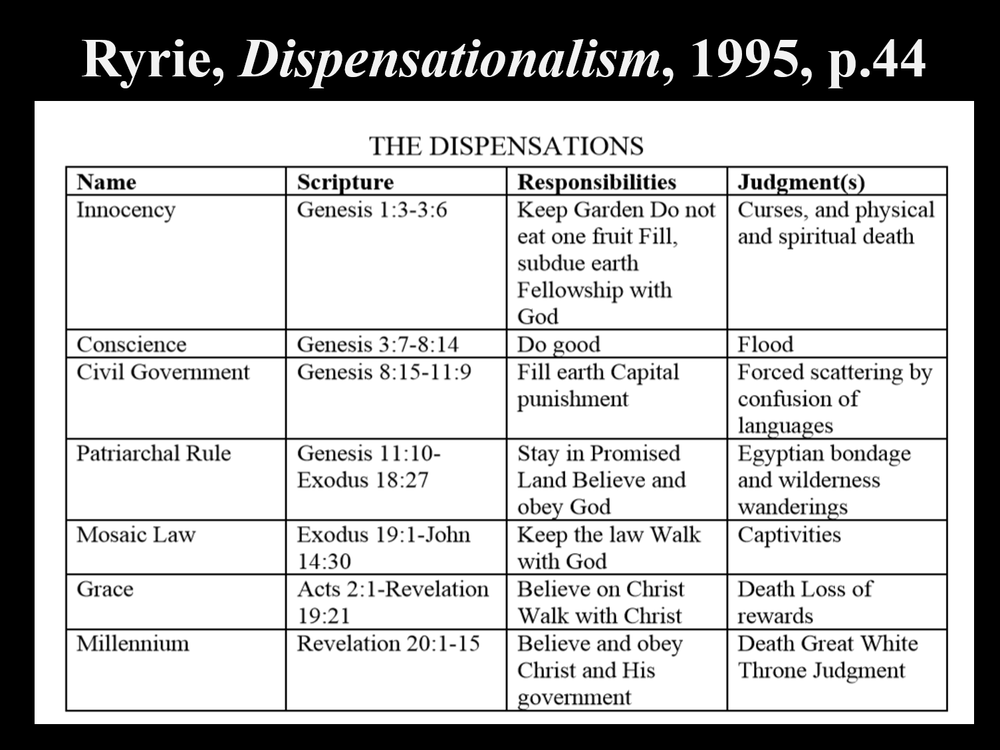 Ryrie, Dispensationalism, 1995, p.44
THE DISPENSATIONS
Name
Scripture
Responsibilities
Judgment(s)
Innocency
Genesis 1:3-3:6
Keep Garden Do not
eat one fruit Fill,
subdue earth
Fellowship with
God
Curses, and physical
and spiritual death
Conscience
Genesis 3:7-8:14
Do good
Flood
Civil Government
Genesis 8:15-11:9
Fill earth Capital
punishment
Forced scattering by
confusion of
languages
Patriarchal Rule
Genesis 11:10-
Exodus 18:27
Stay in Promised
Land Believe and
obey God
Egyptian bondage
and wilderness
wanderings
Mosaic Law
Exodus 19:1-John
14:30
Keep the law Walk
with God
Captivities
Grace
Acts 2:1-Revelation
19:21
Believe on Christ
Walk with Christ
Death Loss of
rewards
Millennium
Revelation 20:1-15
Believe and obey
Christ and His
government
Death Great White
Throne Judgment